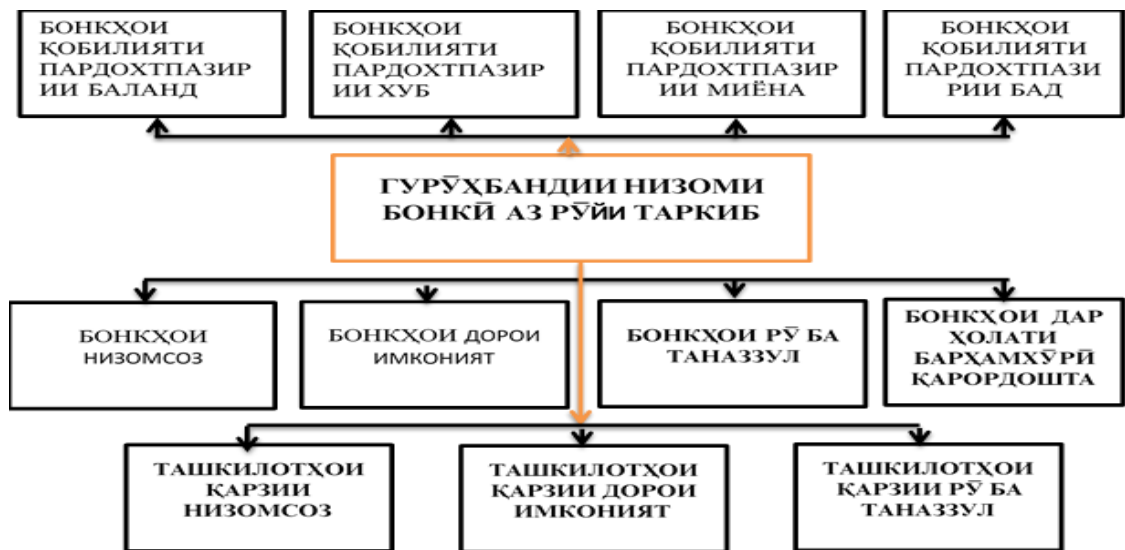 БОНКҲОИ
ҚОБИЛИЯТИ
ПАРДОХТПАЗИР
ИИ БАЛАНД
БОНКҲОИ
ҚОБИЛИЯТИ
ПАРДОХТПАЗИР
ИИ ХУБ
БОНКҲОИ
ҚОБИЛИЯТИ
ПАРДОХТПАЗИР
ИИ МИЁНА
БОНКҲОИ
ҚОБИЛИЯТИ
ПАРДОХТПАЗИ
РИИ БАД
ГУРӮҲБАНДИИ НИЗОМИ
БОНКӢ АЗ РӮйи ТАРКИБ
БОНКҲОИ
НИЗОМСОЗ
БОНКҲОИ ДОРОИ
ИМКОНИЯТ
БОНКҲОИ РӮ БА
ТАНАЗЗУЛ
БОНКҲОИ ДАР
ҲОЛАТИ
БАРҲАМХӮРӢ
ҚАРОРДОШТА
ТАШКИЛОТҲОИ
ҚАРЗИИ
НИЗОМСОЗ
ТАШКИЛОТҲОИ
ҚАРЗИИ ДОРОИ
ИМКОНИЯТ
ТАШКИЛОТҲОИ
ҚАРЗИИ РӮ БА
ТАНАЗЗУЛ